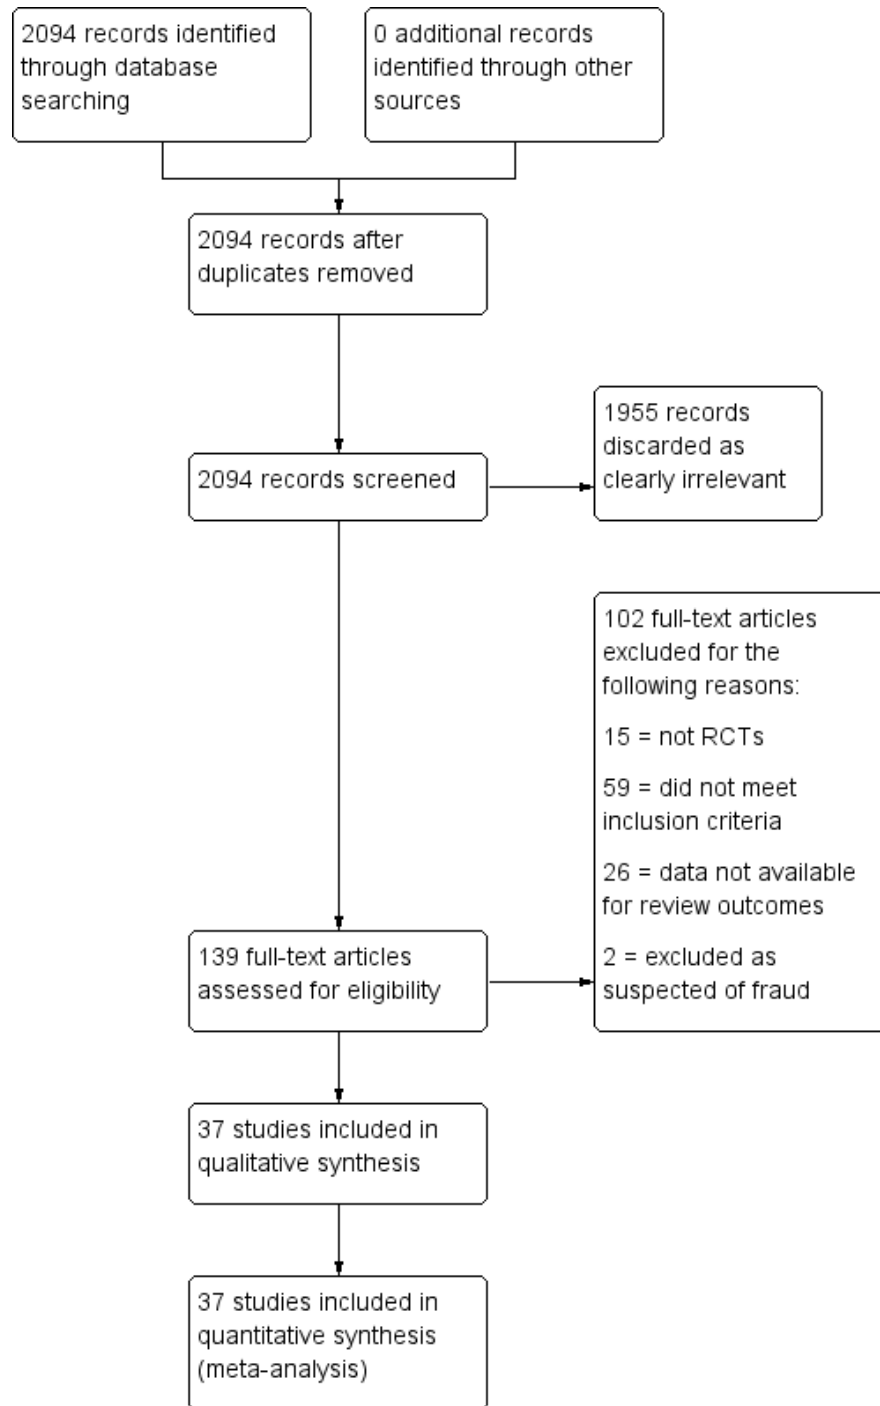 2094 records identified
through database
searching
0 additional records
identified through other
sources
2094 records after
duplicates removed
2094 records screened
1955 records
discarded as
clearly irrelevant
139 full-text articles
assessed for eligibility
102 full-text articles
excluded for the
following reasons:
15 = not RCTs
59 = did not meet
inclusion criteria
26 = data not available
for review outcomes
2 = excluded as
suspected of fraud
37 studies included in
qualitative synthesis
37 studies included in
quantitative synthesis
(meta-analysis)